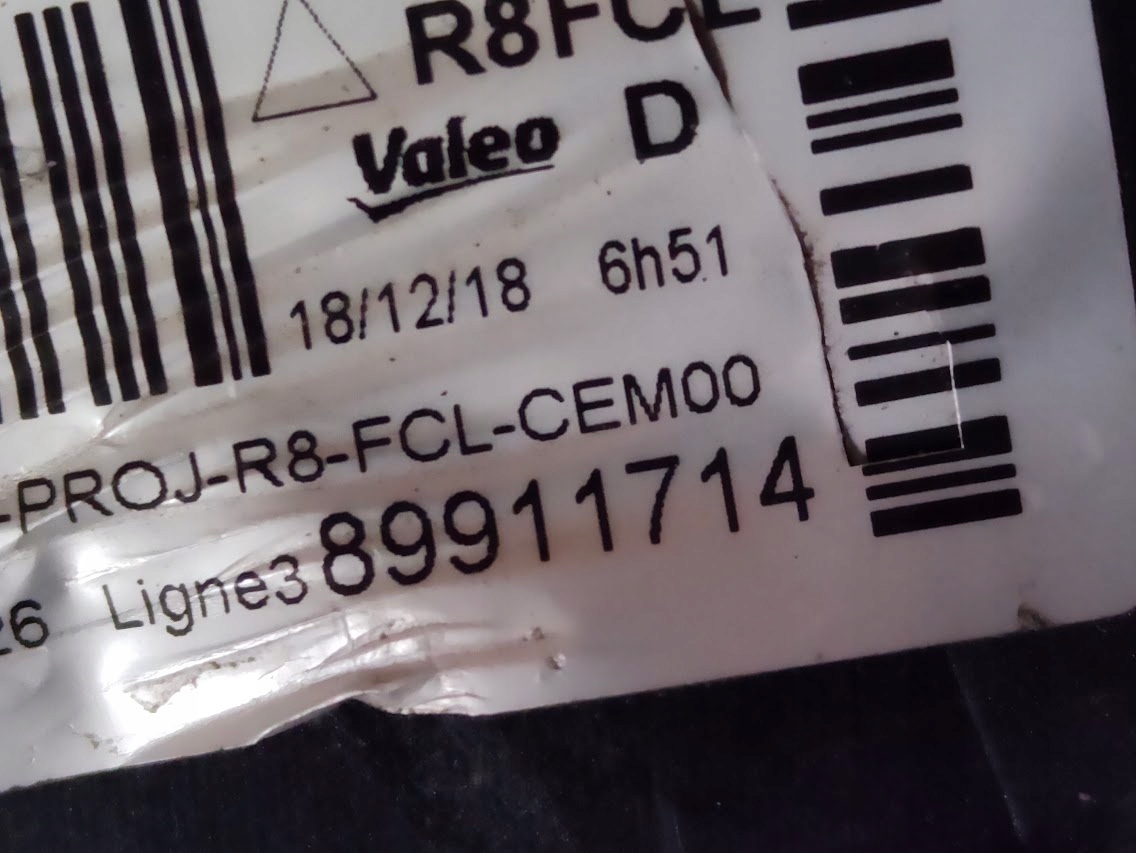 R8FCL
Valeo D
18/12/18 6h51
-PROJ-R8-FCL-CEM00
26 Ligne3 89911714